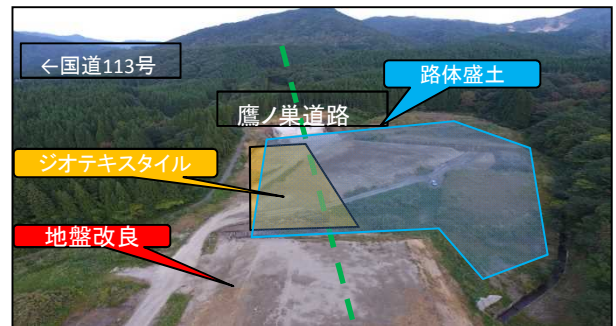 ←国道113号
路体盛土
鷹ノ巣道路
ジオテキスタイル
地盤改良